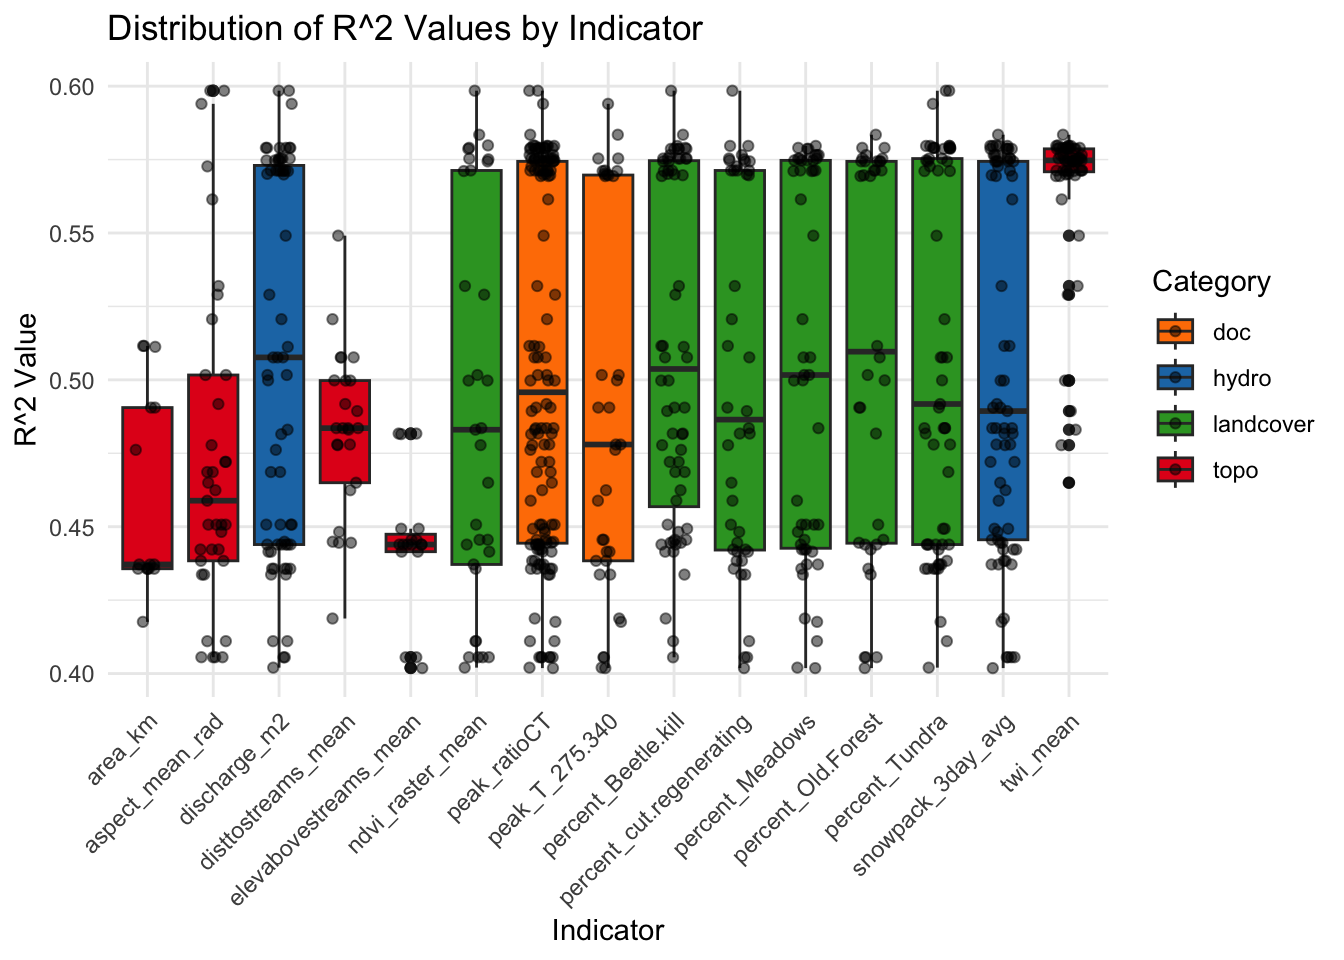 Distribution of R^2 Values by Indicator
0.60
0.55
0.50
0.45
0.40
R^2 Value
area_km
aspect_mean_rad
discharge_m2
disttostreams_mean
elevabovestreams_mean
ndvi_raster_mean
peak_ratioCT
peak_T_275.340
percent_Beetle.kill
percent_cut.regenerating
percent_Meadows
percent_Old.Forest
percent_Tundra
snowpack_3day_avg
twi_mean
Indicator
Category
doc
hydro
landcover
topo